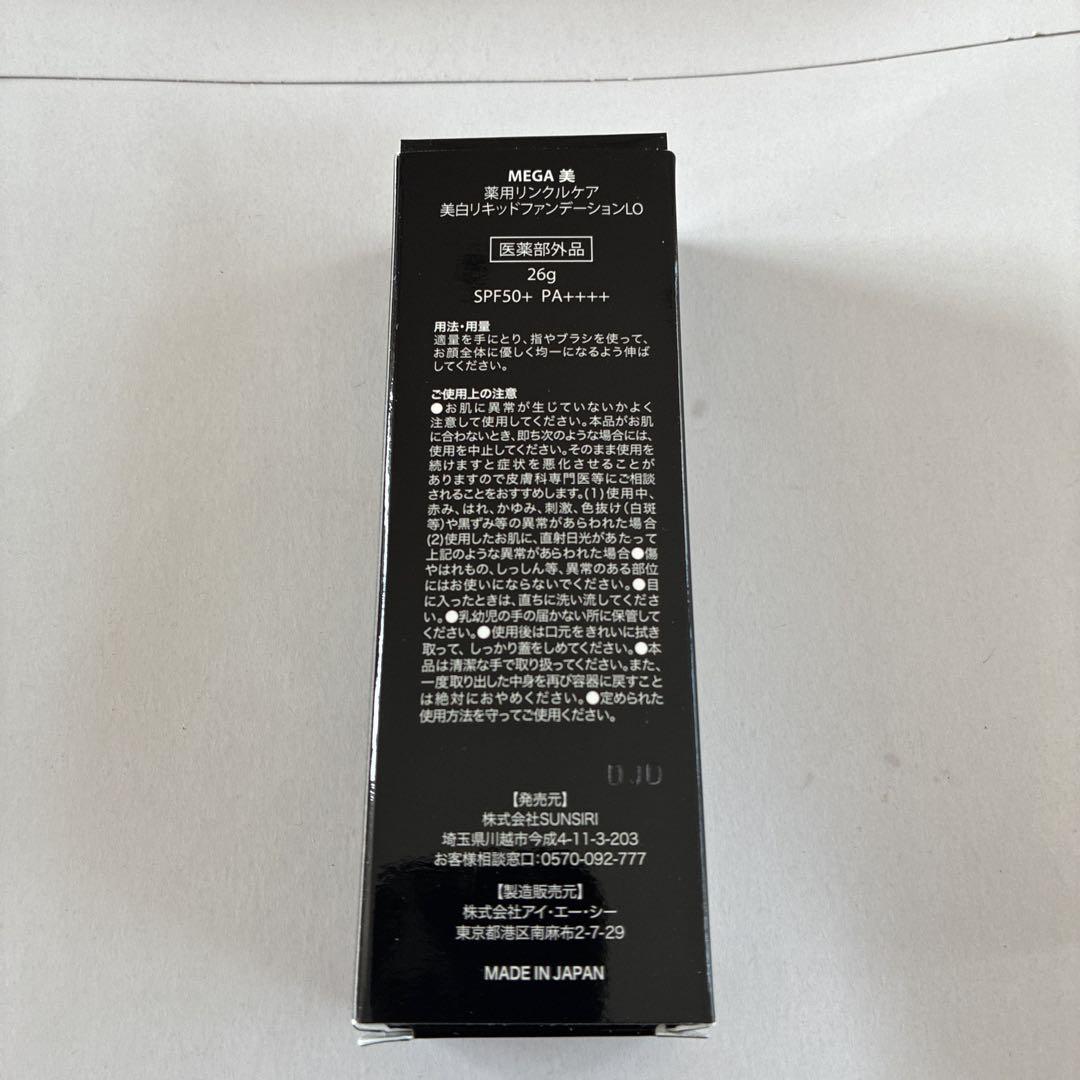 MEGA 美
薬用リンクルケア
美白リキッドファンデーションLO
医薬部外品
26g
SPF50+ PA++++
用法・用量
適量を手にとり、指やブラシを使って、
お顔全体に優しく均一になるよう伸ば
してください。
ご使用上の注意
●お肌に異常が生じていないかよく
注意して使用してください。本品がお肌
に合わないとき、即ち次のような場合には、
使用を中止してください。そのまま使用を
続けますと症状を悪化させることが
ありますので皮膚科専門医等にご相談
されることをおすすめします。(1)使用中、
赤み、はれ、かゆみ、刺激、色抜け(白斑
等)や黒ずみ等の異常があらわれた場合
(2)使用したお肌に、直射日光があたって
上記のような異常があらわれた場合●傷
やはれもの、しっしん等、異常のある部位
にはお使いにならないでください。●目
に入ったときは、直ちに洗い流してくださ
い。●乳幼児の手の届かない所に保管して
ください。●使用後は口元をきれいに拭き
取って、しっかり蓋をしめてください。●本
品は清潔な手で取り扱ってください。また、
一度取り出した中身を再び容器に戻すこと
は絶対におやめください。●定められた
使用方法を守ってご使用ください。
【発売元】
株式会社SUNSIRI
埼玉県川越市今成4-11-3-203
お客様相談窓口:0570-092-777
【製造販売元】
株式会社アイ・エー・シー
東京都港区南麻布2-7-29
MADE IN JAPAN